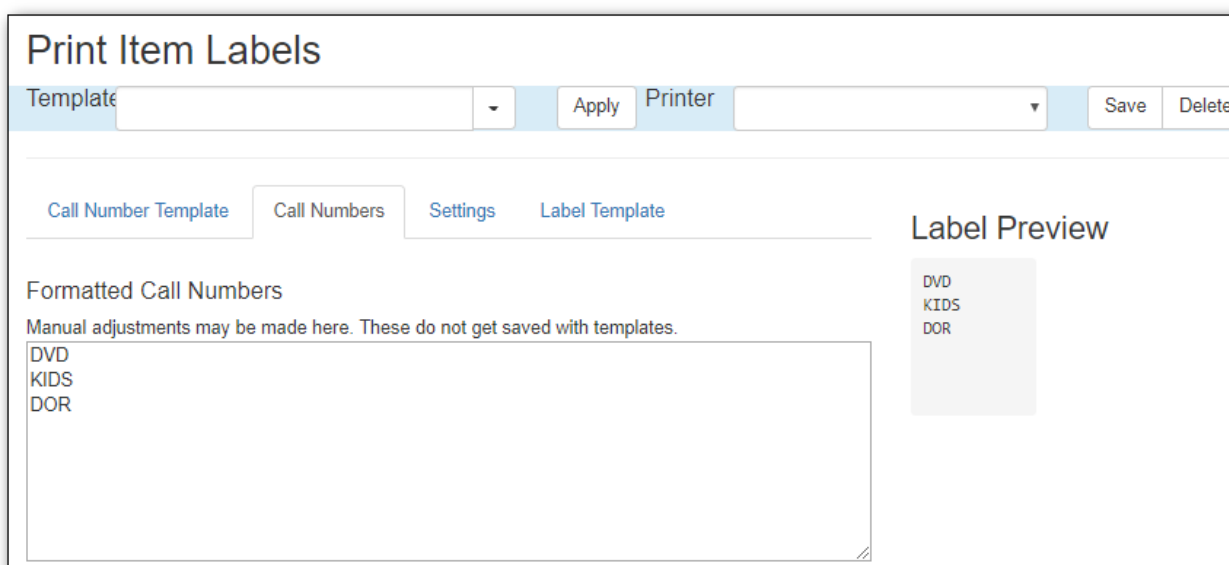 Print Item Labels
Template Apply Printer Save Delete
Call Number Template Call Numbers Settings Label Template
Label Preview
Formatted Call Numbers
Manual adjustments may be made here. These do not get saved with templates.
DVD
KIDS
DOR
DVD
KIDS
DOR